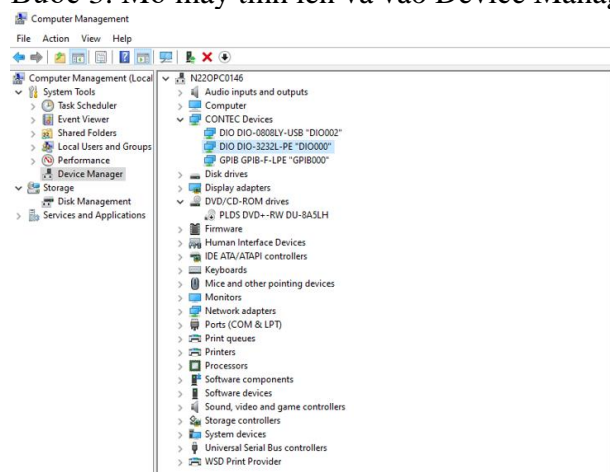 Bước 3: Mở máy tính lên và vào Device Manag
Computer Management
File Action View Help
Computer Management (Local
System Tools
Task Scheduler
Event Viewer
Shared Folders
Local Users and Groups
Performance
Device Manager
Storage
Disk Management
Services and Applications
N22OPC0146
Audio inputs and outputs
Computer
CONTEC Devices
DIO DIO-0808LY-USB "DIO002"
DIO DIO-3232L-PE "DIO000"
GPIB GPIB-F-LPE "GPIB000"
Disk drives
Display adapters
DVD/CD-ROM drives
PLDS DVD+-RW DU-8A5LH
Firmware
Human Interface Devices
IDE ATA/ATAPI controllers
Keyboards
Mice and other pointing devices
Monitors
Network adapters
Ports (COM & LPT)
Print queues
Printers
Processors
Software components
Software devices
Sound, video and game controllers
Storage controllers
System devices
Universal Serial Bus controllers
WSD Print Provider